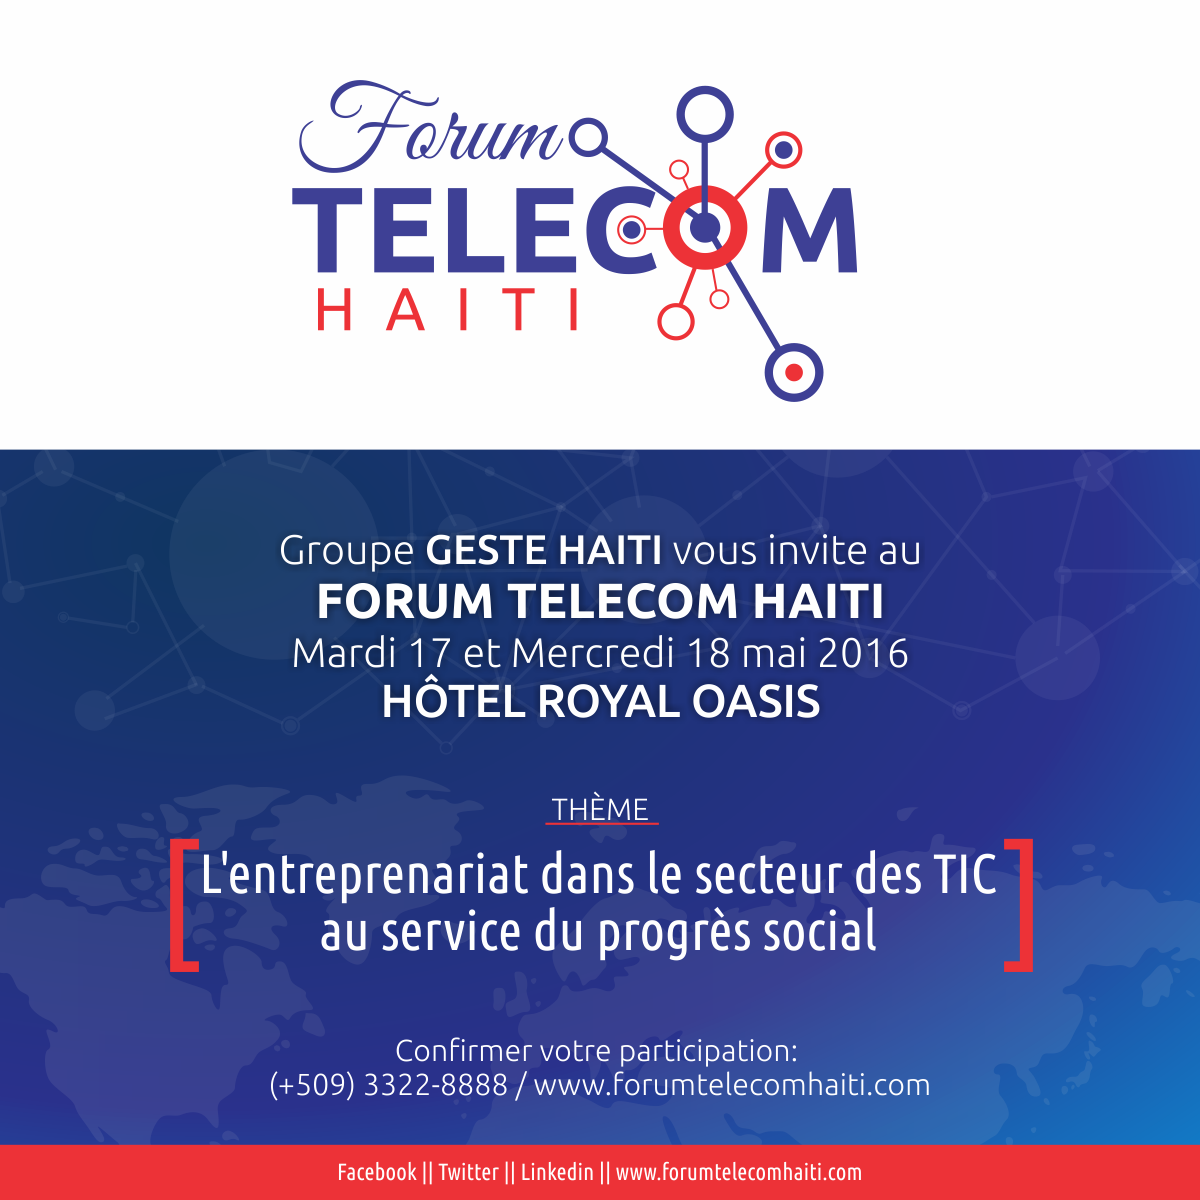 Forum
TELECOM
HAITI
Groupe GESTE HAITI vous invite au
FORUM TELECOM HAITI
Mardi 17 et Mercredi 18 mai 2016
HÔTEL ROYAL OASIS
THÈME
L'entreprenariat dans le secteur des TIC
au service du progrès social
Confirmer votre participation:
(+509) 3322-8888 / www.forumtelecomhaiti.com
Facebook || Twitter || Linkedin || www.forumtelecomhaiti.com